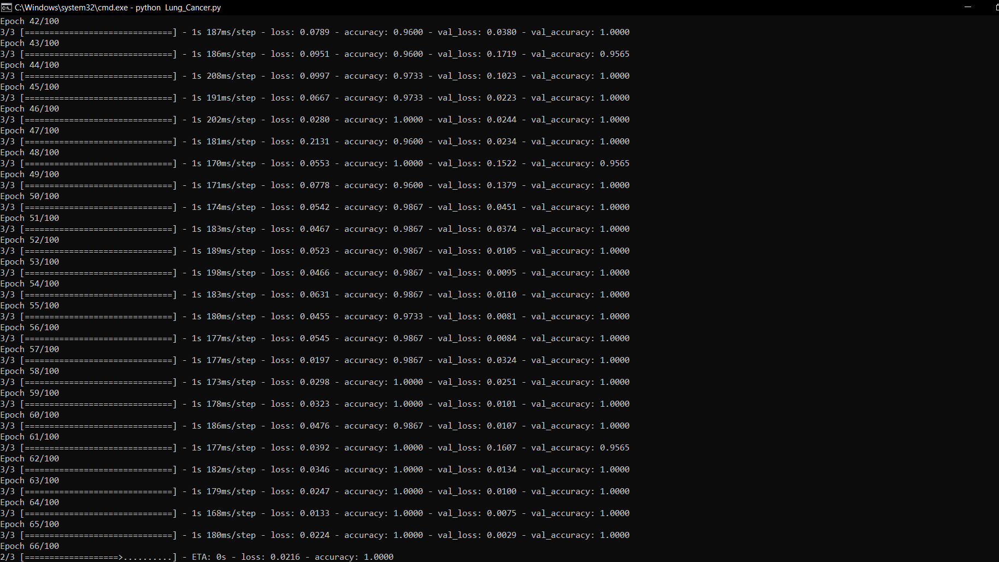 C:\Windows\system32\cmd.exe - python  Lung_Cancer.py
Epoch 42/100
3/3 [==============================] - 1s 187ms/step - loss: 0.0789 - accuracy: 0.9600 - val_loss: 0.0380 - val_accuracy: 1.0000
Epoch 43/100
3/3 [==============================] - 1s 186ms/step - loss: 0.0951 - accuracy: 0.9600 - val_loss: 0.1719 - val_accuracy: 0.9565
Epoch 44/100
3/3 [==============================] - 1s 208ms/step - loss: 0.0997 - accuracy: 0.9733 - val_loss: 0.1023 - val_accuracy: 1.0000
Epoch 45/100
3/3 [==============================] - 1s 191ms/step - loss: 0.0667 - accuracy: 0.9733 - val_loss: 0.0223 - val_accuracy: 1.0000
Epoch 46/100
3/3 [==============================] - 1s 202ms/step - loss: 0.0280 - accuracy: 1.0000 - val_loss: 0.0244 - val_accuracy: 1.0000
Epoch 47/100
3/3 [==============================] - 1s 181ms/step - loss: 0.2131 - accuracy: 0.9600 - val_loss: 0.0234 - val_accuracy: 1.0000
Epoch 48/100
3/3 [==============================] - 1s 170ms/step - loss: 0.0553 - accuracy: 1.0000 - val_loss: 0.1522 - val_accuracy: 0.9565
Epoch 49/100
3/3 [==============================] - 1s 171ms/step - loss: 0.0778 - accuracy: 0.9600 - val_loss: 0.1379 - val_accuracy: 1.0000
Epoch 50/100
3/3 [==============================] - 1s 174ms/step - loss: 0.0542 - accuracy: 0.9867 - val_loss: 0.0451 - val_accuracy: 1.0000
Epoch 51/100
3/3 [==============================] - 1s 183ms/step - loss: 0.0467 - accuracy: 0.9867 - val_loss: 0.0374 - val_accuracy: 1.0000
Epoch 52/100
3/3 [==============================] - 1s 189ms/step - loss: 0.0523 - accuracy: 0.9867 - val_loss: 0.0105 - val_accuracy: 1.0000
Epoch 53/100
3/3 [==============================] - 1s 198ms/step - loss: 0.0466 - accuracy: 0.9867 - val_loss: 0.0095 - val_accuracy: 1.0000
Epoch 54/100
3/3 [==============================] - 1s 183ms/step - loss: 0.0631 - accuracy: 0.9867 - val_loss: 0.0110 - val_accuracy: 1.0000
Epoch 55/100
3/3 [==============================] - 1s 180ms/step - loss: 0.0455 - accuracy: 0.9733 - val_loss: 0.0081 - val_accuracy: 1.0000
Epoch 56/100
3/3 [==============================] - 1s 177ms/step - loss: 0.0545 - accuracy: 0.9867 - val_loss: 0.0084 - val_accuracy: 1.0000
Epoch 57/100
3/3 [==============================] - 1s 177ms/step - loss: 0.0197 - accuracy: 0.9867 - val_loss: 0.0324 - val_accuracy: 1.0000
Epoch 58/100
3/3 [==============================] - 1s 173ms/step - loss: 0.0298 - accuracy: 1.0000 - val_loss: 0.0251 - val_accuracy: 1.0000
Epoch 59/100
3/3 [==============================] - 1s 178ms/step - loss: 0.0323 - accuracy: 1.0000 - val_loss: 0.0101 - val_accuracy: 1.0000
Epoch 60/100
3/3 [==============================] - 1s 186ms/step - loss: 0.0476 - accuracy: 0.9867 - val_loss: 0.0107 - val_accuracy: 1.0000
Epoch 61/100
3/3 [==============================] - 1s 177ms/step - loss: 0.0392 - accuracy: 1.0000 - val_loss: 0.1607 - val_accuracy: 0.9565
Epoch 62/100
3/3 [==============================] - 1s 182ms/step - loss: 0.0346 - accuracy: 1.0000 - val_loss: 0.0134 - val_accuracy: 1.0000
Epoch 63/100
3/3 [==============================] - 1s 179ms/step - loss: 0.0247 - accuracy: 1.0000 - val_loss: 0.0100 - val_accuracy: 1.0000
Epoch 64/100
3/3 [==============================] - 1s 168ms/step - loss: 0.0133 - accuracy: 1.0000 - val_loss: 0.0075 - val_accuracy: 1.0000
Epoch 65/100
3/3 [==============================] - 1s 180ms/step - loss: 0.0224 - accuracy: 1.0000 - val_loss: 0.0029 - val_accuracy: 1.0000
Epoch 66/100
2/3 [===================>..........] - ETA: 0s - loss: 0.0216 - accuracy: 1.0000